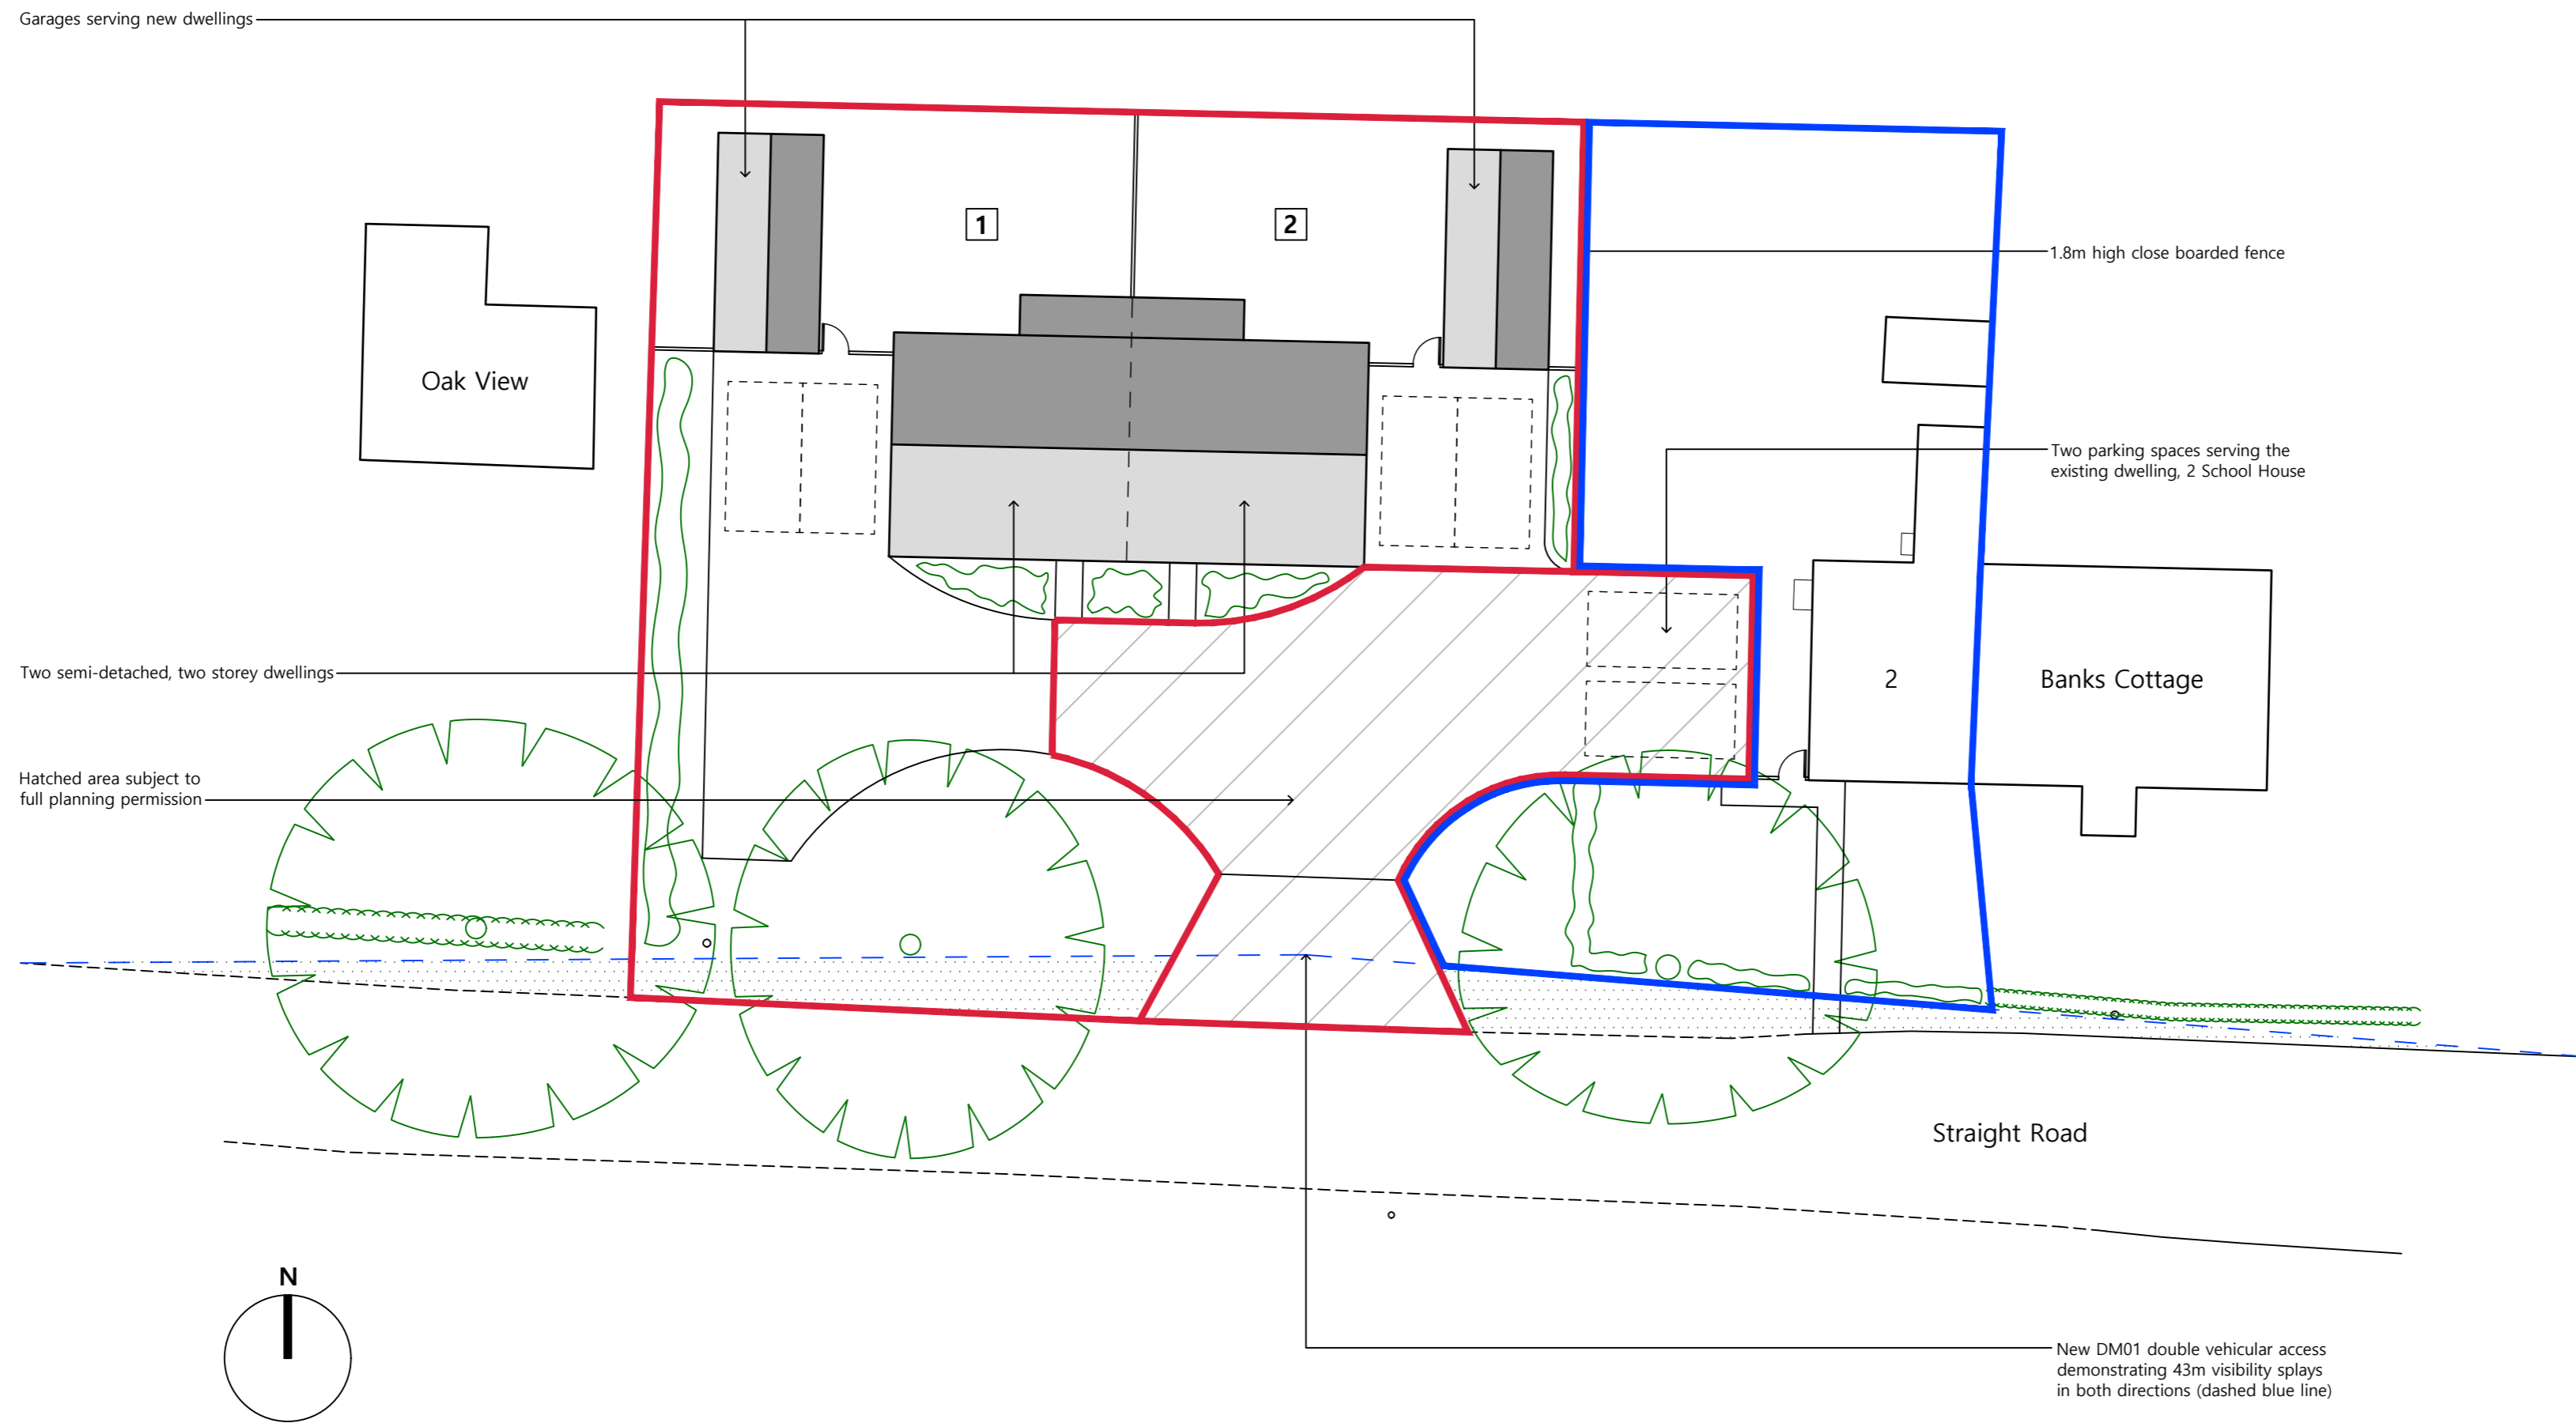 Garages serving new dwellings
1
2
1.8m high close boarded fence
Oak View
Two parking spaces serving the
existing dwelling, 2 School House
Two semi-detached, two storey dwellings
2
Banks Cottage
Hatched area subject to
full planning permission
Straight Road
N
New DM01 double vehicular access
demonstrating 43m visibility splays
in both directions (dashed blue line)